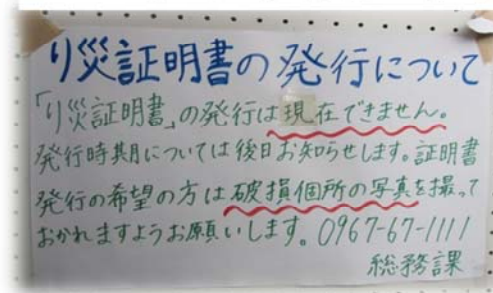 り災証明書の発行について
「り災証明書」の発行は現在できません。
発行時期については後日お知らせします。証明書
発行の希望の方は破損個所の写真を撮って
おかれますようお願いします。0967-67-1111
総務課